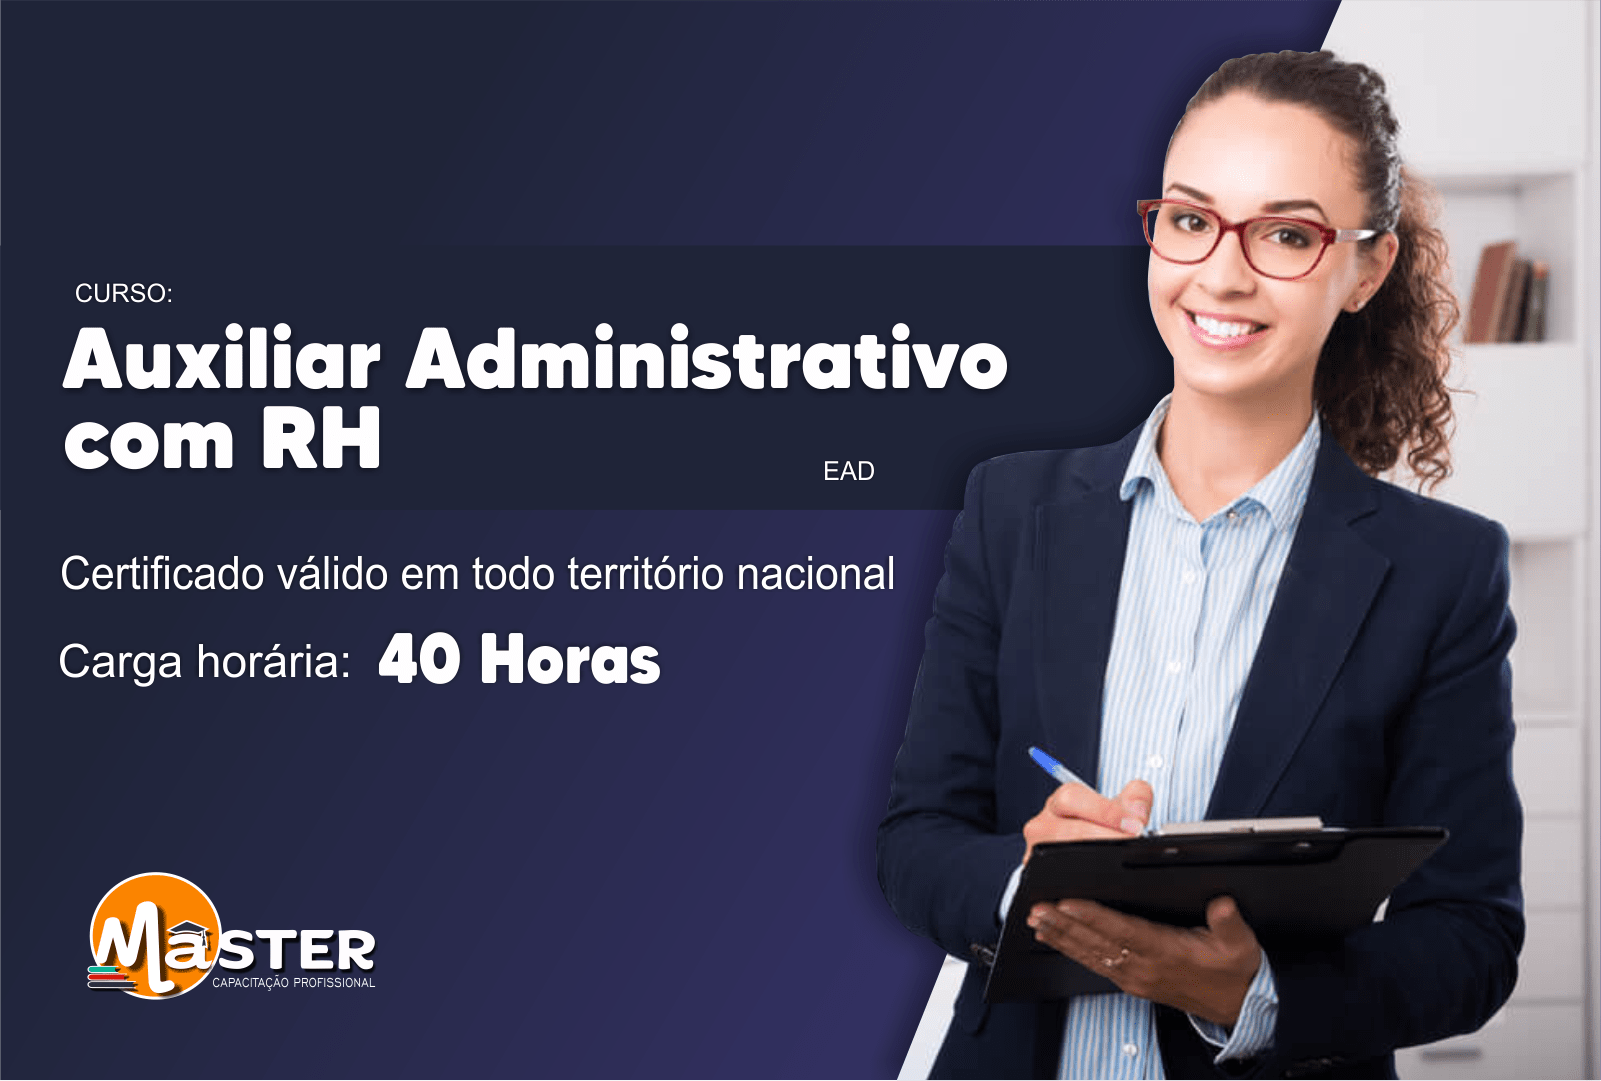 CURSO:
Auxiliar Administrativo
com RH
EAD
Certificado válido em todo território nacional
Carga horária: 40 Horas
MaSTER
CAPACITAÇÃO PROFISSIONAL